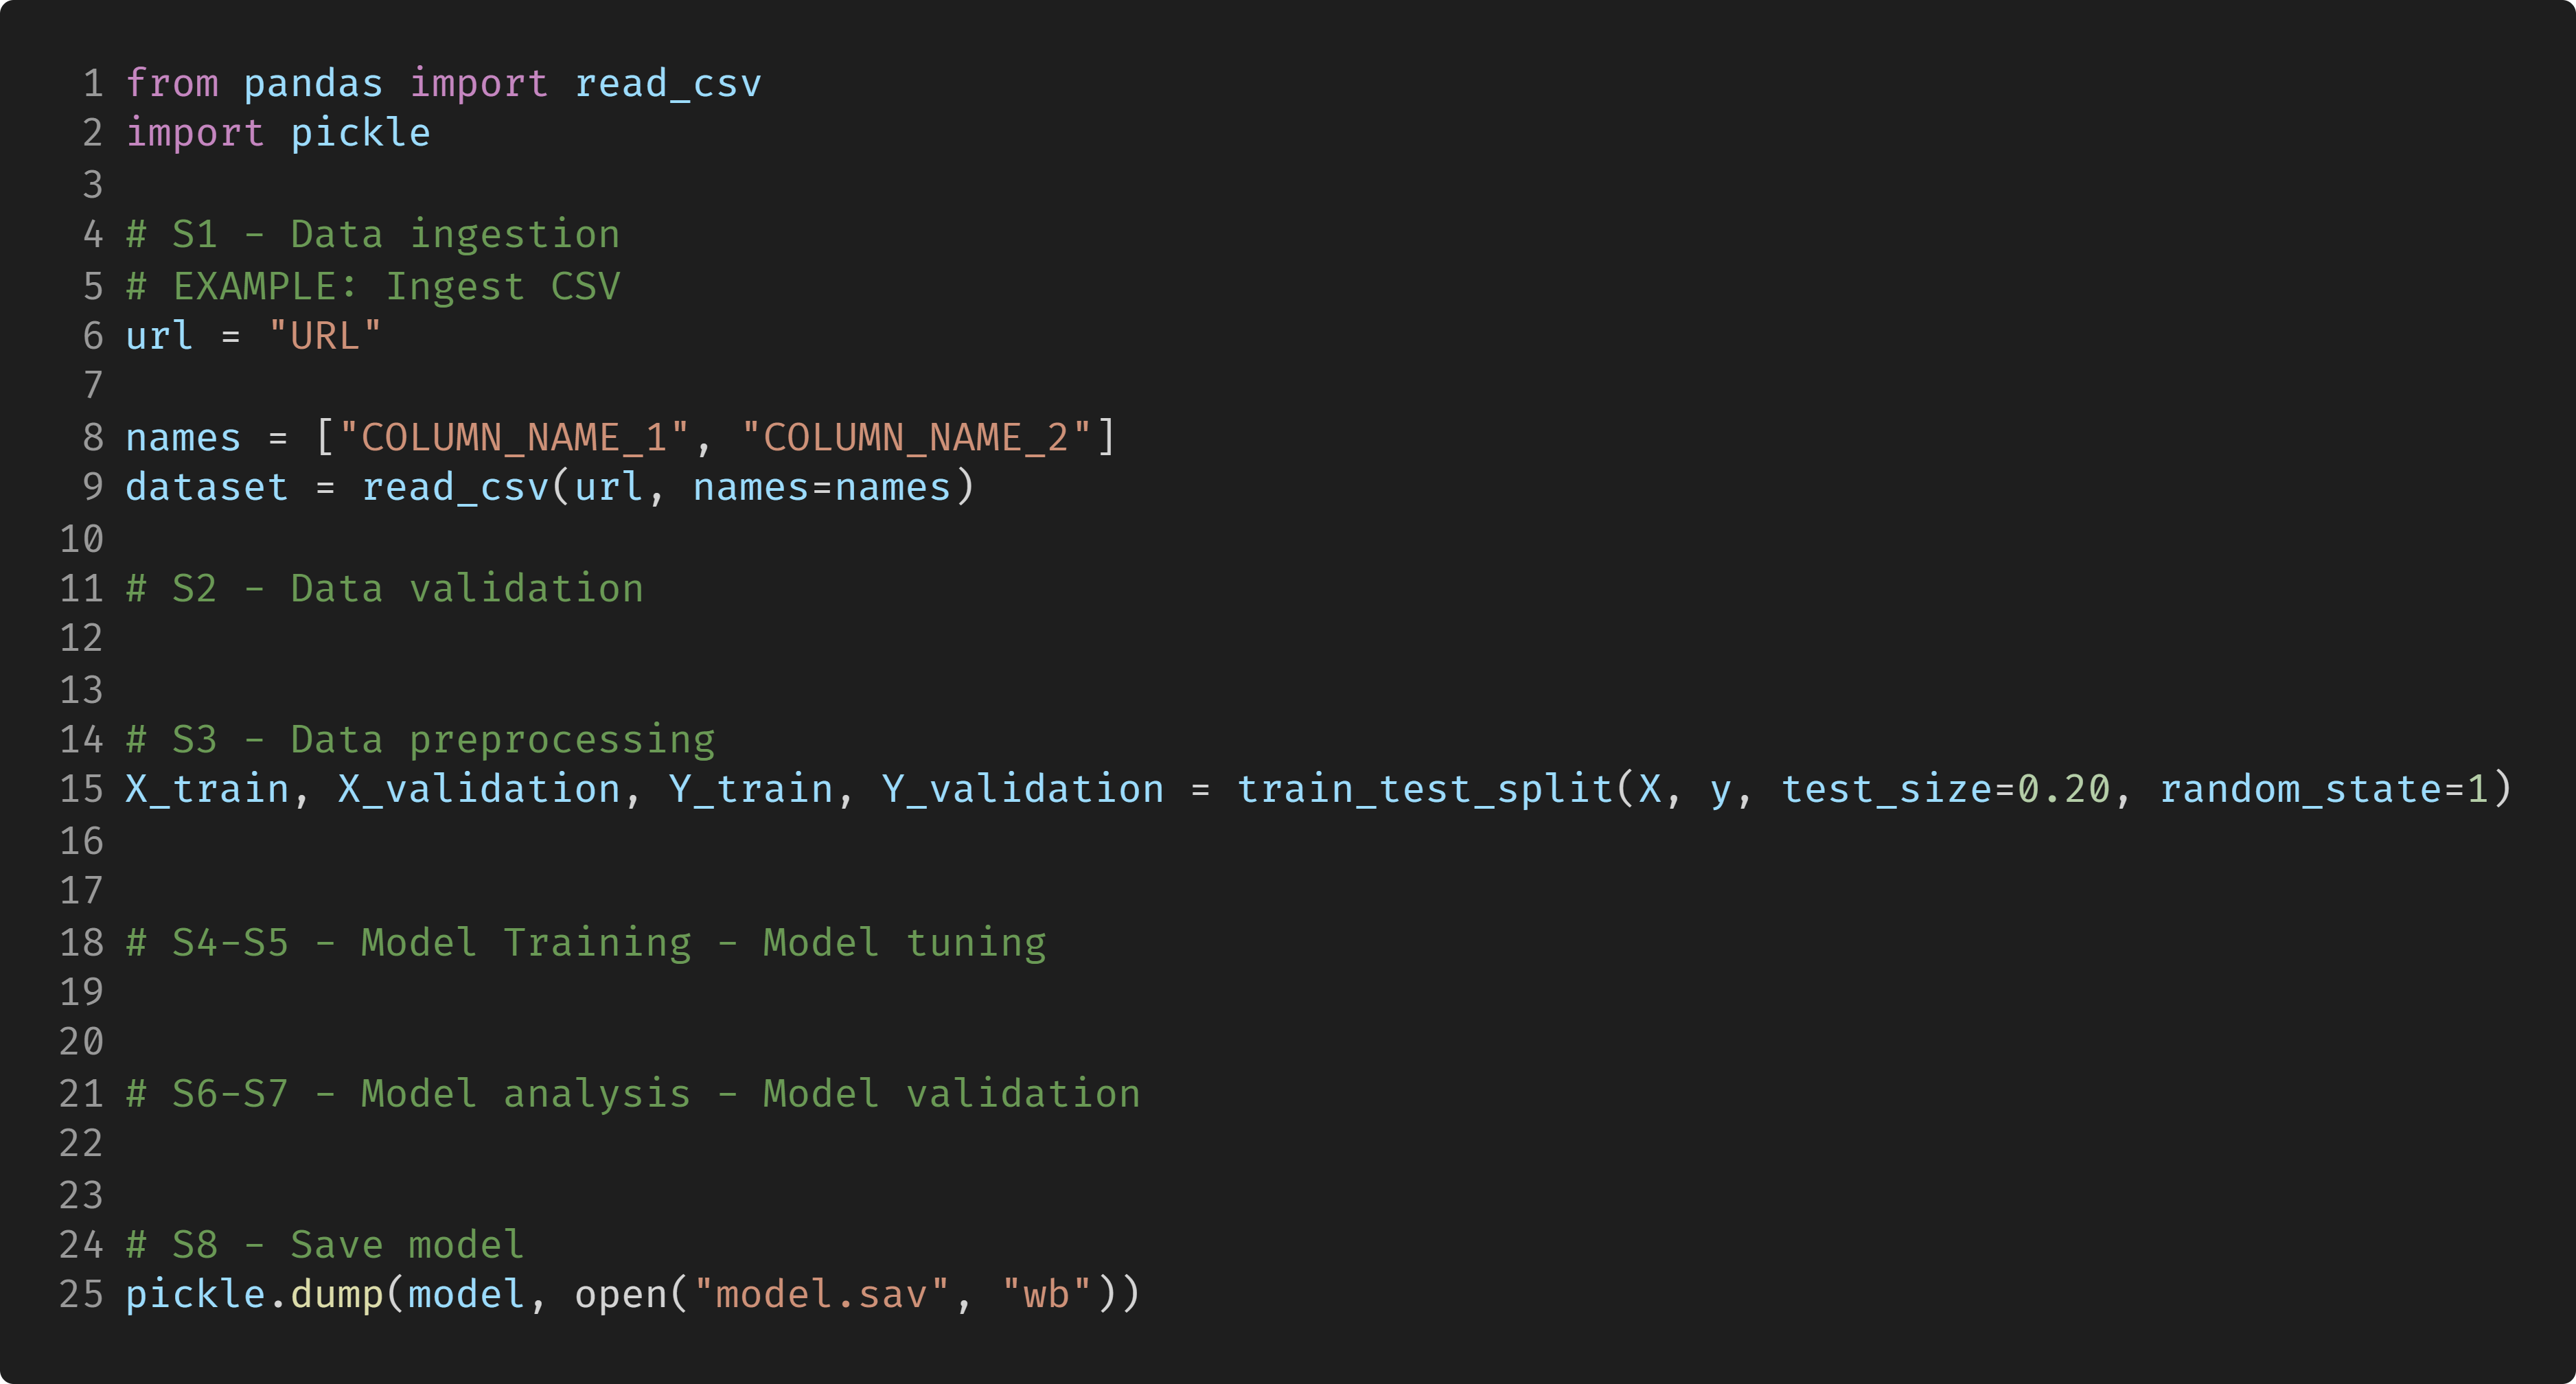 1 from pandas import read_csv
2 import pickle
3
4 # S1 - Data ingestion
5 # EXAMPLE: Ingest CSV
6 url = "URL"
7
8 names = ["COLUMN_NAME_1", "COLUMN_NAME_2"]
9 dataset = read_csv(url, names=names)
10
11 # S2 - Data validation
12
13
14 # S3 - Data preprocessing
15 X_train, X_validation, Y_train, Y_validation = train_test_split(X, y, test_size=0.20, random_state=1)
16
17
18 # S4-S5 - Model Training - Model tuning
19
20
21 # S6-S7 - Model analysis - Model validation
22
23
24 # S8 - Save model
25 pickle.dump(model, open("model.sav", "wb"))